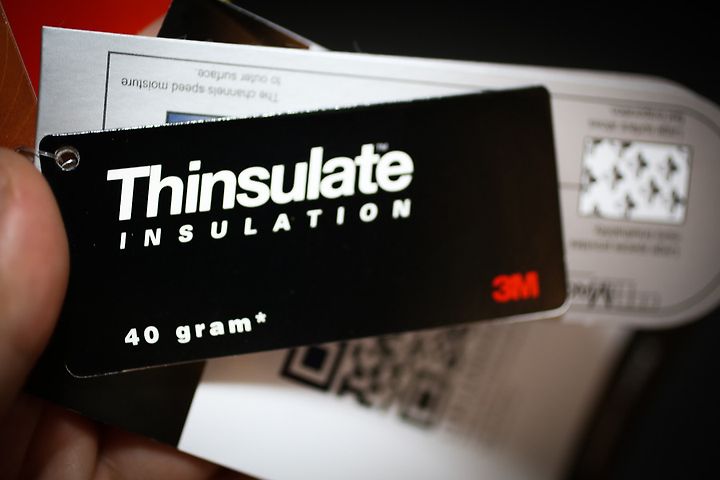 Thinsulate™
INSULATION
40 gram*
3M
The channels speed moisture
to outer surface.